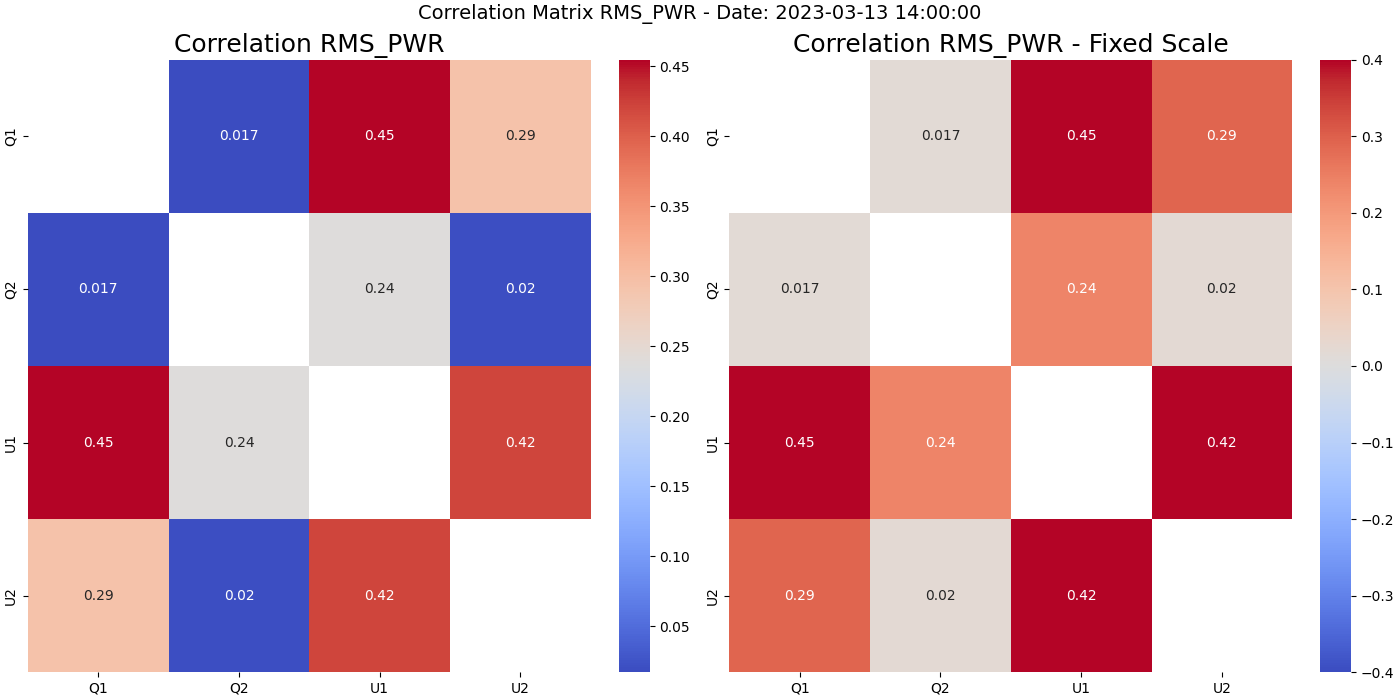 Correlation Matrix RMS_PWR - Date: 2023-03-13 14:00:00
Correlation RMS_PWR
Q1
0.017
0.45
0.29
Q2
0.017
0.24
0.02
U1
0.45
0.24
0.42
U2
0.29
0.02
0.42
Q1
Q2
U1
U2
0.45
0.40
0.35
0.30
0.25
0.20
0.15
0.10
0.05
Correlation RMS_PWR - Fixed Scale
Q1
0.017
0.45
0.29
Q2
0.017
0.24
0.02
U1
0.45
0.24
0.42
U2
0.29
0.02
0.42
Q1
Q2
U1
U2
0.4
0.3
0.2
0.1
0.0
−0.1
−0.2
−0.3
−0.4